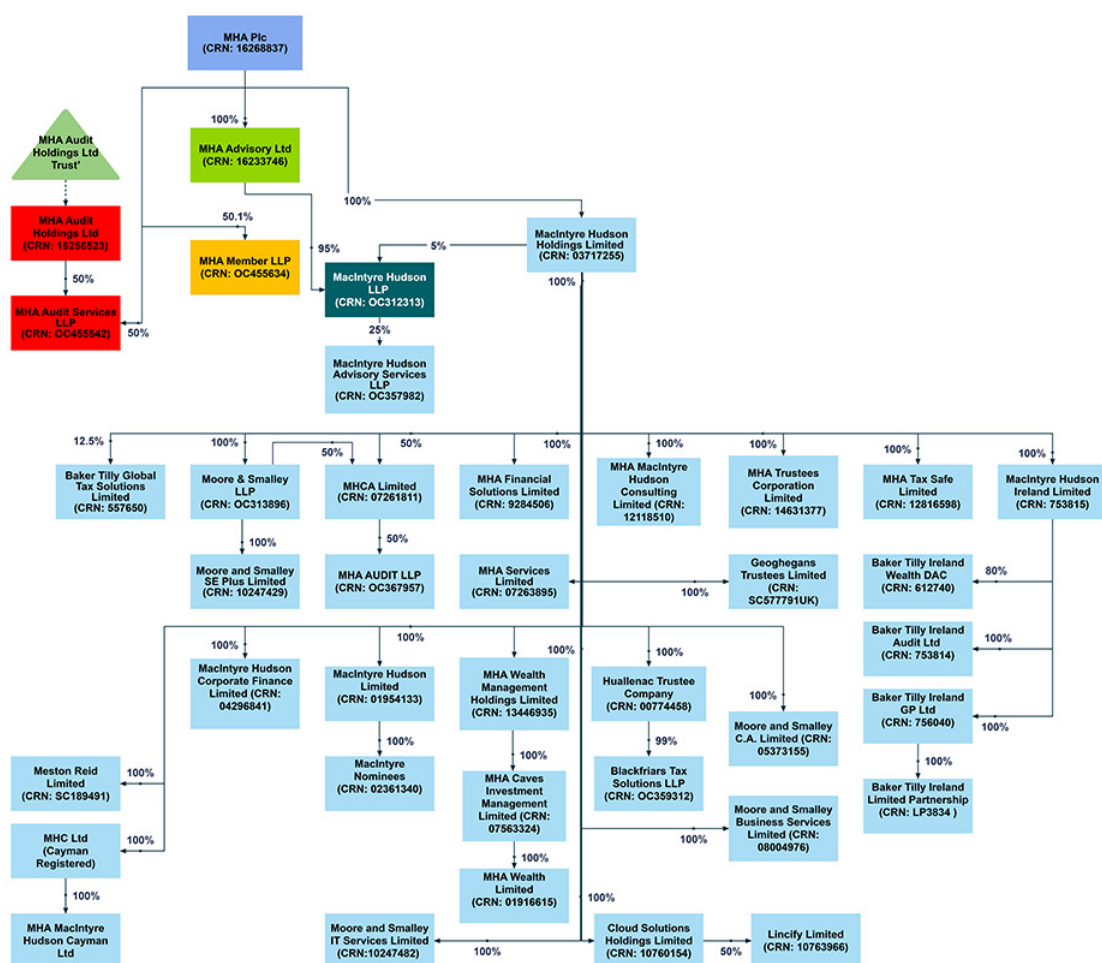 MHA Plc
(CRN: 16268837)
100%
MHA Audit
Holdings Ltd
Trust'
MHA Advisory Ltd
(CRN: 16233746)
100%
MHA Audit
Holdings Ltd
(CRN: 16256523)
50.1%
MacIntyre Hudson
Holdings Limited
(CRN: 03717255)
5%
95%
MHA Member LLP
(CRN: OC455634)
MacIntyre Hudson
LLP
(CRN: OC312313)
50%
100%
MHA Audit Services
LLP
(CRN: OC455542)
50%
25%
MacIntyre Hudson
Advisory Services
LLP
(CRN: OC357982)
12.5%
100%
50%
50%
100%
100%
100%
100%
100%
Baker Tilly Global
Tax Solutions
Limited
(CRN: 557650)
Moore & Smalley
LLP
(CRN: OC313896)
MHCA Limited
(CRN: 07261811)
MHA Financial
Solutions Limited
(CRN: 9284506)
MHA MacIntyre
Hudson
Consulting
Limited (CRN:
12118510)
MHA Trustees
Corporation
Limited
(CRN: 14631377)
MHA Tax Safe
Limited
(CRN: 12816598)
MacIntyre Hudson
Ireland Limited
(CRN: 753815)
100%
50%
Moore and Smalley
SE Plus Limited
(CRN: 10247429)
MHA AUDIT LLP
(CRN: OC367957)
MHA Services
Limited
(CRN: 07263895)
100%
Geoghegans
Trustees Limited
(CRN:
SC577791UK)
Baker Tilly Ireland
Wealth DAC
(CRN: 612740)
80%
100%
100%
100%
100%
100%
Baker Tilly Ireland
Audit Ltd
(CRN: 753814)
100%
MacIntyre Hudson
Corporate Finance
Limited (CRN:
04296841)
MacIntyre Hudson
Limited
(CRN: 01954133)
MHA Wealth
Management
Holdings Limited
(CRN: 13446935)
Huallenac Trustee
Company
(CRN: 00774458)
100%
Moore and Smalley
C.A. Limited (CRN:
05373155)
Baker Tilly Ireland
GP Ltd
(CRN: 756040)
100%
100%
100%
99%
100%
Meston Reid
Limited
(CRN: SC189491)
100%
MacIntyre
Nominees
(CRN: 02361340)
MHA Caves
Investment
Management
Limited (CRN:
07563324)
Blackfriars Tax
Solutions LLP
(CRN: OC359312)
Baker Tilly Ireland
Limited Partnership
(CRN: LP3834 )
MHC Ltd
(Cayman
Registered)
100%
100%
Moore and Smalley
Business Services
Limited (CRN:
08004976)
100%
MHA Wealth
Limited
(CRN: 01916615)
100%
MHA MacIntyre
Hudson Cayman
Ltd
100%
Moore and Smalley
IT Services Limited
(CRN:10247482)
100%
Cloud Solutions
Holdings Limited
(CRN: 10760154)
50%
Lincify Limited
(CRN: 10763966)